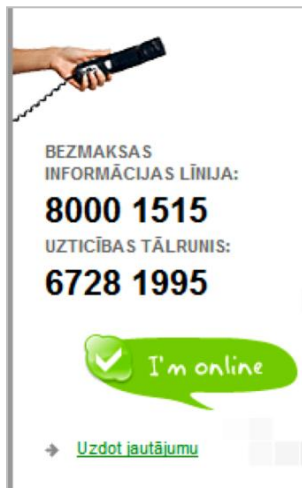 BEZMAKSAS
INFORMĀCIJAS LĪNIJA:
8000 1515
UZTICĪBAS TĀLRUNIS:
6728 1995
I'm online
Uzdot jautājumu